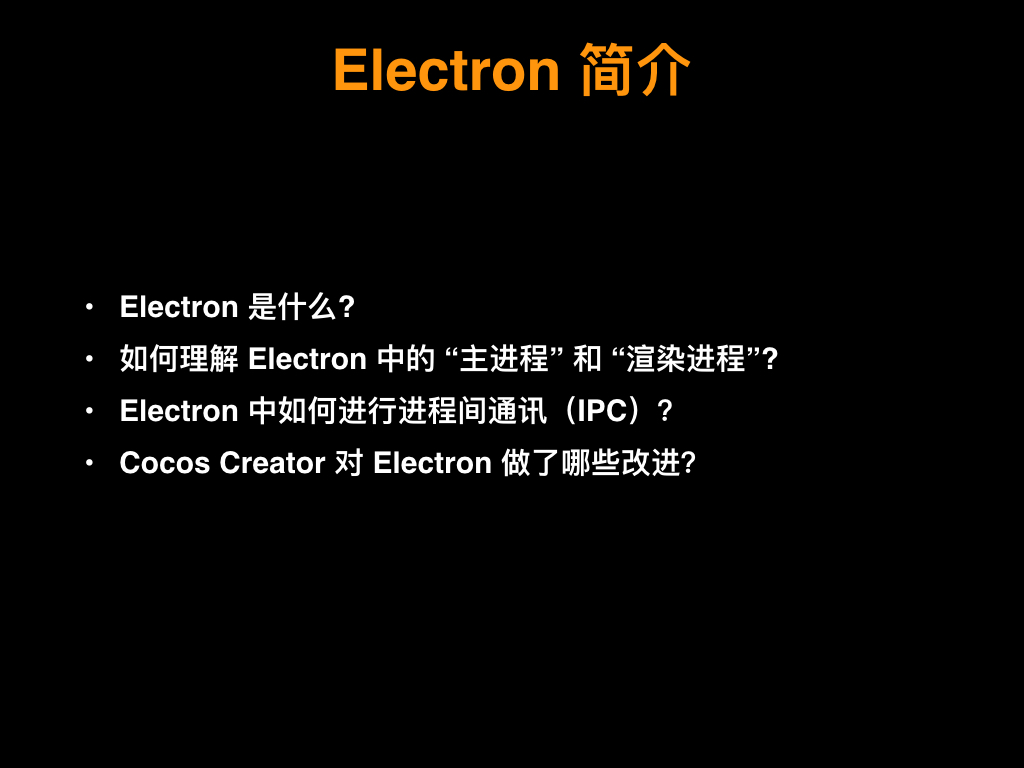 Electron 简介
• Electron 是什么?
• 如何理解 Electron 中的 “主进程” 和 “渲染进程”?
• Electron 中如何进行进程间通讯（IPC）?
• Cocos Creator 对 Electron 做了哪些改进?